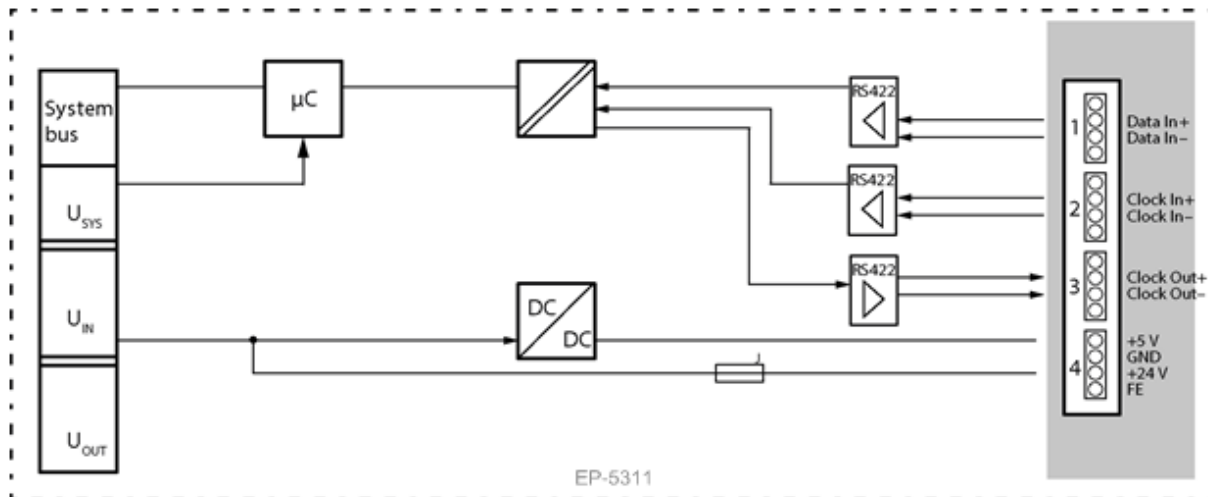 System
bus
U_SYS
U_IN
U_OUT
µC
DC
DC
RS422
RS422
RS422
1
Data In+
Data In–
2
Clock In+
Clock In–
3
Clock Out+
Clock Out–
4
+5 V
GND
+24 V
FE
EP-5311